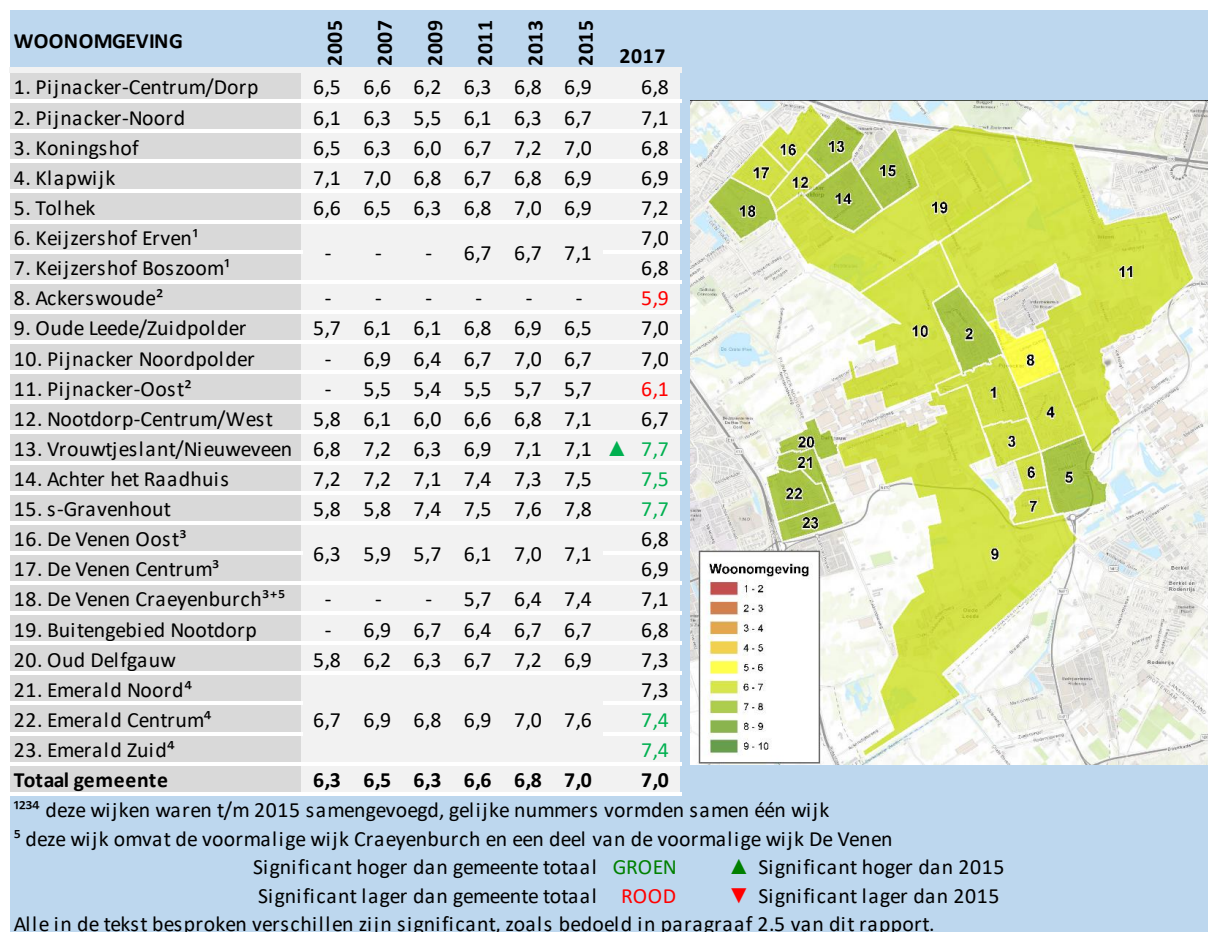 WOONOMGEVING 2005 2007 2009 2011 2013 2015 2017
1. Pijnacker-Centrum/Dorp 6,5 6,6 6,2 6,3 6,8 6,9 6,8
2. Pijnacker-Noord 6,1 6,3 5,5 6,1 6,3 6,7 7,1
3. Koningshof 6,5 6,3 6,0 6,7 7,2 7,0 6,8
4. Klapwijk 7,1 7,0 6,8 6,7 6,8 6,9 6,9
5. Tolhek 6,6 6,5 6,3 6,8 7,0 6,9 7,2
6. Keijzershof Erven¹ 7,0
- - - 6,7 6,7 7,1
7. Keijzershof Boszoom¹ 6,8
8. Ackerswoude² - - - - - - 5,9
9. Oude Leede/Zuidpolder 5,7 6,1 6,1 6,8 6,9 6,5 7,0
10. Pijnacker Noordpolder - 6,9 6,4 6,7 7,0 6,7 7,0
11. Pijnacker-Oost² - 5,5 5,4 5,5 5,7 5,7 6,1
12. Nootdorp-Centrum/West 5,8 6,1 6,0 6,6 6,8 7,1 6,7
13. Vrouwtjeslant/Nieuweveen 6,8 7,2 6,3 6,9 7,1 7,1 ▲ 7,7
14. Achter het Raadhuis 7,2 7,2 7,1 7,4 7,3 7,5 7,5
15. s-Gravenhout 5,8 5,8 7,4 7,5 7,6 7,8 7,7
16. De Venen Oost³ 6,8
6,3 5,9 5,7 6,1 7,0 7,1
17. De Venen Centrum³ 6,9
18. De Venen Craeyenburch³⁺⁵ - - - 5,7 6,4 7,4 7,1
19. Buitengebied Nootdorp - 6,9 6,7 6,4 6,7 6,7 6,8
20. Oud Delfgauw 5,8 6,2 6,3 6,7 7,2 6,9 7,3
21. Emerald Noord⁴ 7,3
22. Emerald Centrum⁴ 6,7 6,9 6,8 6,9 7,0 7,6 7,4
23. Emerald Zuid⁴ 7,4
Totaal gemeente 6,3 6,5 6,3 6,6 6,8 7,0 7,0
16
13
17
12
15
14
18
19
11
10
2
8
1
4
3
20
21
6
5
22
7
23
9
Woonomgeving
1 - 2
2 - 3
3 - 4
4 - 5
5 - 6
6 - 7
7 - 8
8 - 9
9 - 10
¹²³⁴ deze wijken waren t/m 2015 samengevoegd, gelijke nummers vormden samen één wijk
⁵ deze wijk omvat de voormalige wijk Craeyenburch en een deel van de voormalige wijk De Venen
Significant hoger dan gemeente totaal GROEN ▲ Significant hoger dan 2015
Significant lager dan gemeente totaal ROOD ▼ Significant lager dan 2015
Alle in de tekst besproken verschillen zijn significant, zoals bedoeld in paragraaf 2.5 van dit rapport.